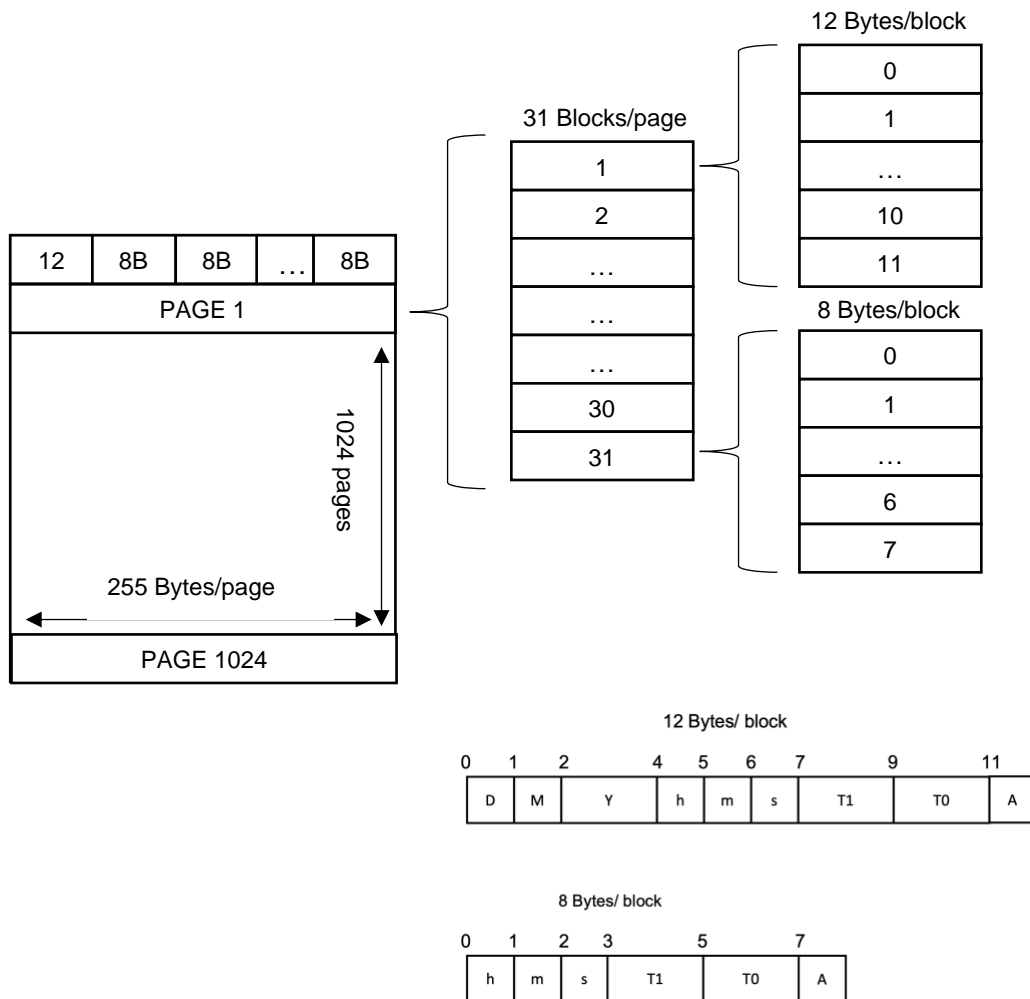 12 Bytes/block
0
1
…
10
11
31 Blocks/page
1
2
…
…
…
30
31
12 8B 8B … 8B
PAGE 1
1024 pages
255 Bytes/page
PAGE 1024
8 Bytes/block
0
1
…
6
7
12 Bytes/ block
0 1 2 4 5 6 7 9 11
D M Y h m s T1 T0 A
8 Bytes/ block
0 1 2 3 5 7
h m s T1 T0 A